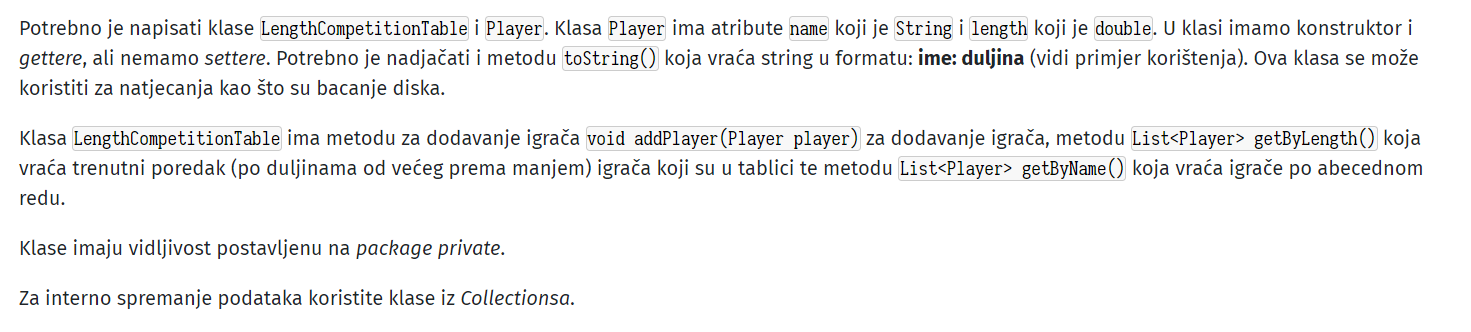 Potrebno je napisati klase LengthCompetitionTable i Player. Klasa Player ima atribute name koji je String i length koji je double. U klasi imamo konstruktor i
gettere, ali nemamo settere. Potrebno je nadjačati i metodu toString() koja vraća string u formatu: ime: duljina (vidi primjer korištenja). Ova klasa se može
koristiti za natjecanja kao što su bacanje diska.
Klasa LengthCompetitionTable ima metodu za dodavanje igrača void addPlayer(Player player) za dodavanje igrača, metodu List<Player> getByLength() koja
vraća trenutni poredak (po duljinama od većeg prema manjem) igrača koji su u tablici te metodu List<Player> getByName() koja vraća igrače po abecednom
redu.
Klase imaju vidljivost postavljenu na package private.
Za interno spremanje podataka koristite klase iz Collectionsa.